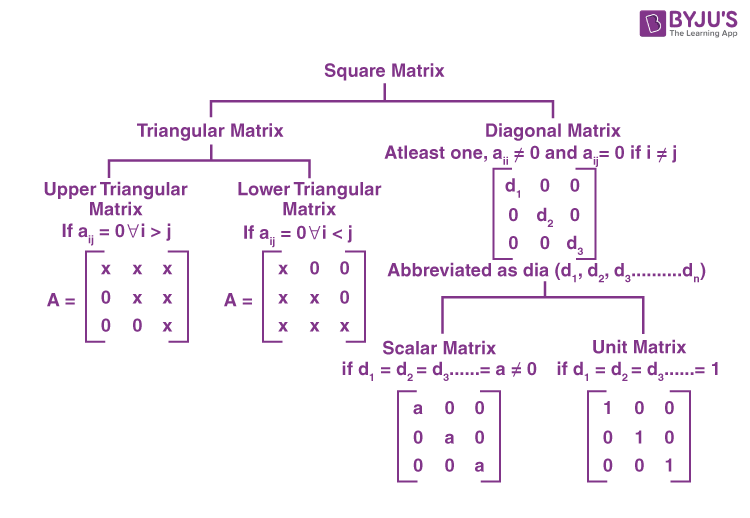 BYJU'S
The Learning App
Square Matrix
Triangular Matrix
Diagonal Matrix
Atleast one, aᵢᵢ ≠ 0 and aᵢⱼ= 0 if i ≠ j
d₁ 0 0
0 d₂ 0
0 0 d₃
Abbreviated as dia (d₁, d₂, d₃..........dₙ)
Upper Triangular
Matrix
If aᵢⱼ = 0∀i > j
A =
x x x
0 x x
0 0 x
Lower Triangular
Matrix
If aᵢⱼ = 0∀i < j
A =
x 0 0
x x 0
x x x
Scalar Matrix
if d₁ = d₂ = d₃......= a ≠ 0
a 0 0
0 a 0
0 0 a
Unit Matrix
if d₁ = d₂ = d₃......= 1
1 0 0
0 1 0
0 0 1